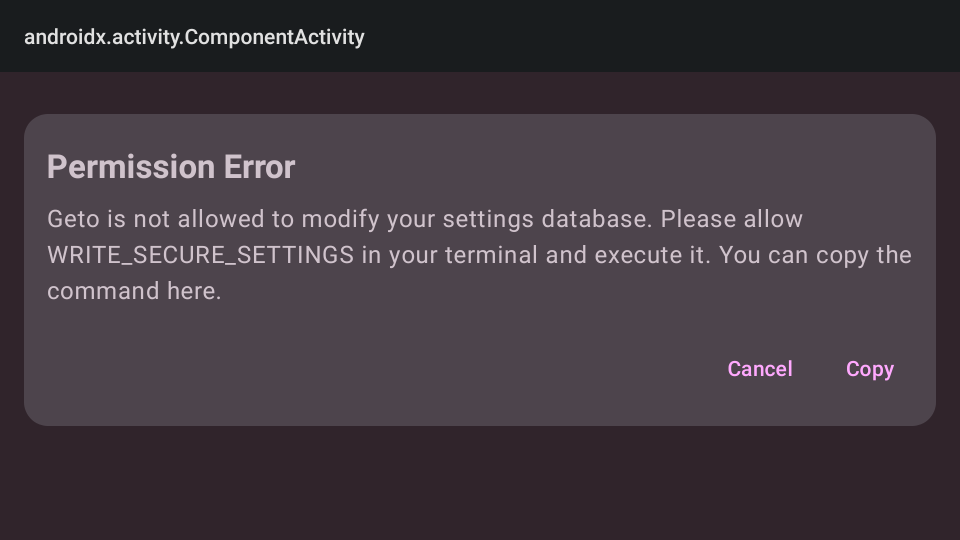 androidx.activity.ComponentActivity
Permission Error
Geto is not allowed to modify your settings database. Please allow
WRITE_SECURE_SETTINGS in your terminal and execute it. You can copy the
command here.
Cancel Copy